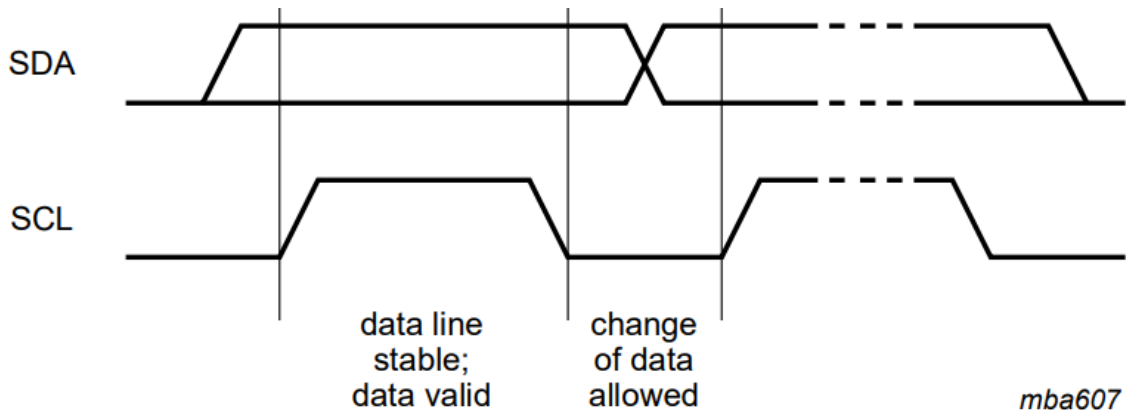 SDA
SCL
data line
stable;
data valid
change
of data
allowed
mba607